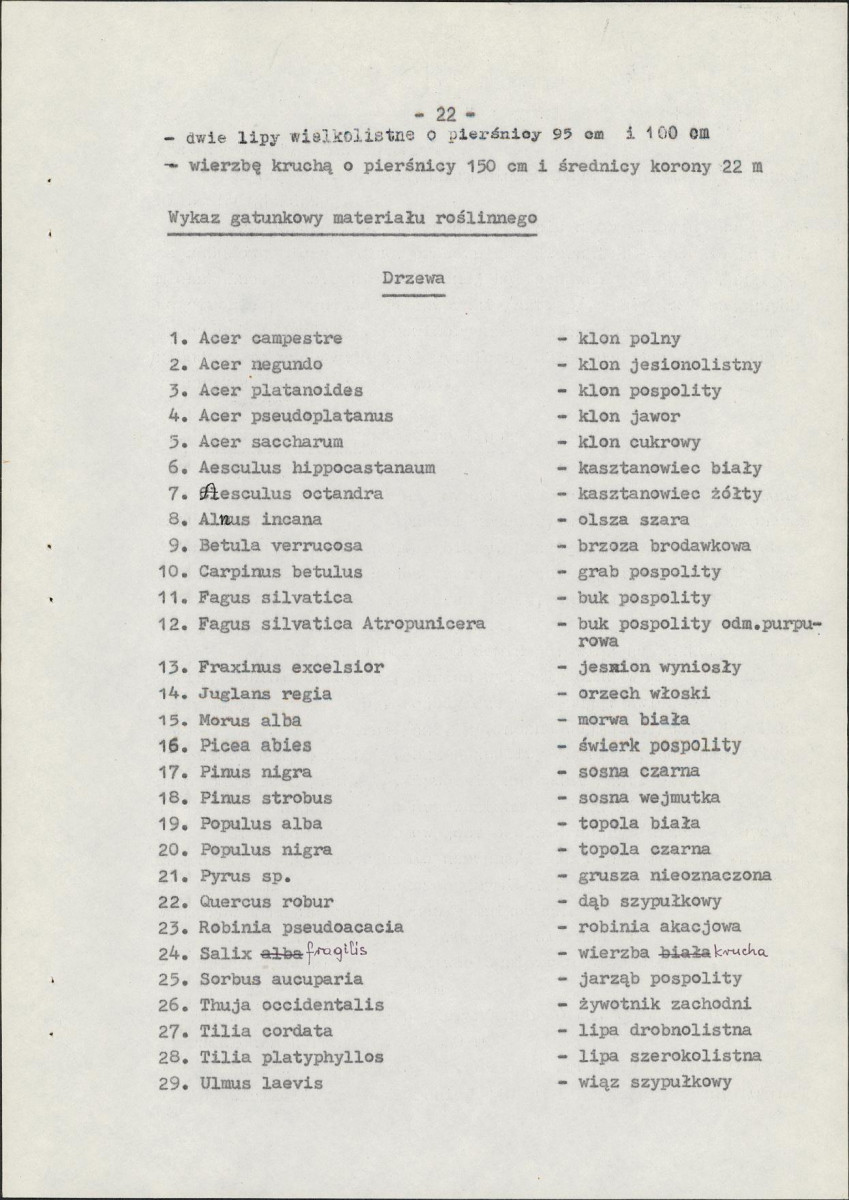 - 22 -
- dwie lipy wielkolistne o pierśnicy 95 cm i 100 cm
- wierzbę kruchą o pierśnicy 150 cm i średnicy korony 22 m
Wykaz gatunkowy materiału roślinnego
Drzewa
1. Acer campestre - klon polny
2. Acer negundo - klon jesionolistny
3. Acer platanoides - klon pospolity
4. Acer pseudoplatanus - klon jawor
5. Acer saccharum - klon cukrowy
6. Aesculus hippocastanaum - kasztanowiec biały
7. Aesculus octandra - kasztanowiec żółty
8. Alnus incana - olsza szara
9. Betula verrucosa - brzoza brodawkowa
10. Carpinus betulus - grab pospolity
11. Fagus silvatica - buk pospolity
12. Fagus silvatica Atropunicera - buk pospolity odm.purpu-
rowa
13. Fraxinus excelsior - jesion wyniosły
14. Juglans regia - orzech włoski
15. Morus alba - morwa biała
16. Picea abies - świerk pospolity
17. Pinus nigra - sosna czarna
18. Pinus strobus - sosna wejmutka
19. Populus alba - topola biała
20. Populus nigra - topola czarna
21. Pyrus sp. - grusza nieoznaczona
22. Quercus robur - dąb szypułkowy
23. Robinia pseudoacacia - robinia akacjowa
24. Salix alba fragilis - wierzba biała krucha
25. Sorbus aucuparia - jarząb pospolity
26. Thuja occidentalis - żywotnik zachodni
27. Tilia cordata - lipa drobnolistna
28. Tilia platyphyllos - lipa szerokolistna
29. Ulmus laevis - wiąz szypułkowy